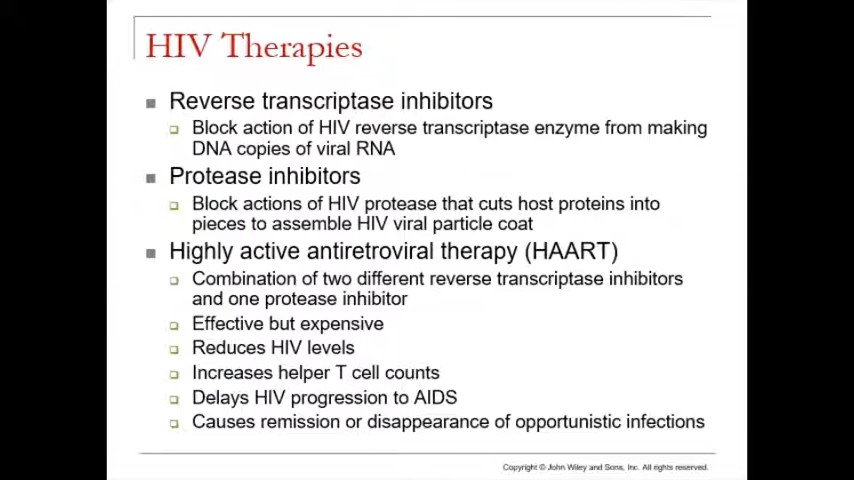 HIV Therapies
Reverse transcriptase inhibitors
Block action of HIV reverse transcriptase enzyme from making
DNA copies of viral RNA
Protease inhibitors
Block actions of HIV protease that cuts host proteins into
pieces to assemble HIV viral particle coat
Highly active antiretroviral therapy (HAART)
Combination of two different reverse transcriptase inhibitors
and one protease inhibitor
Effective but expensive
Reduces HIV levels
Increases helper T cell counts
Delays HIV progression to AIDS
Causes remission or disappearance of opportunistic infections
Copyright © John Wiley and Sons, Inc. All rights reserved.